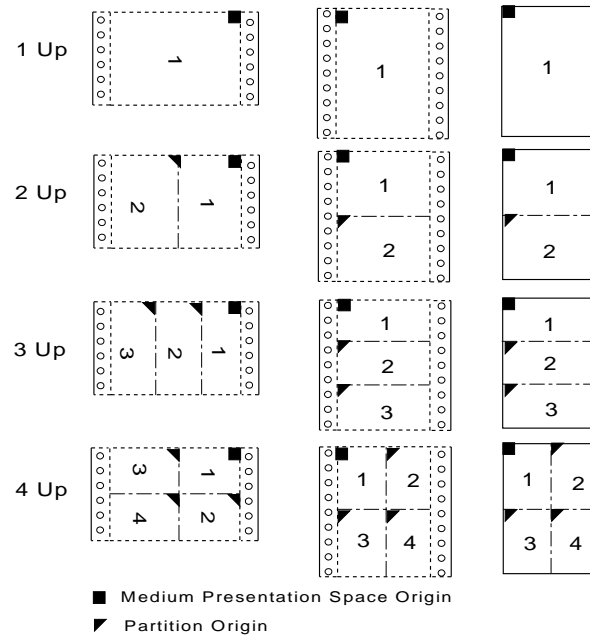 1 Up 1 1 1
2 Up 2 1 1 1
2 2
3 Up 3 2 1 1 1
2 2
3 3
4 Up 3 1 1 2 1 2
4 2 3 4 3 4
Medium Presentation Space Origin
Partition Origin